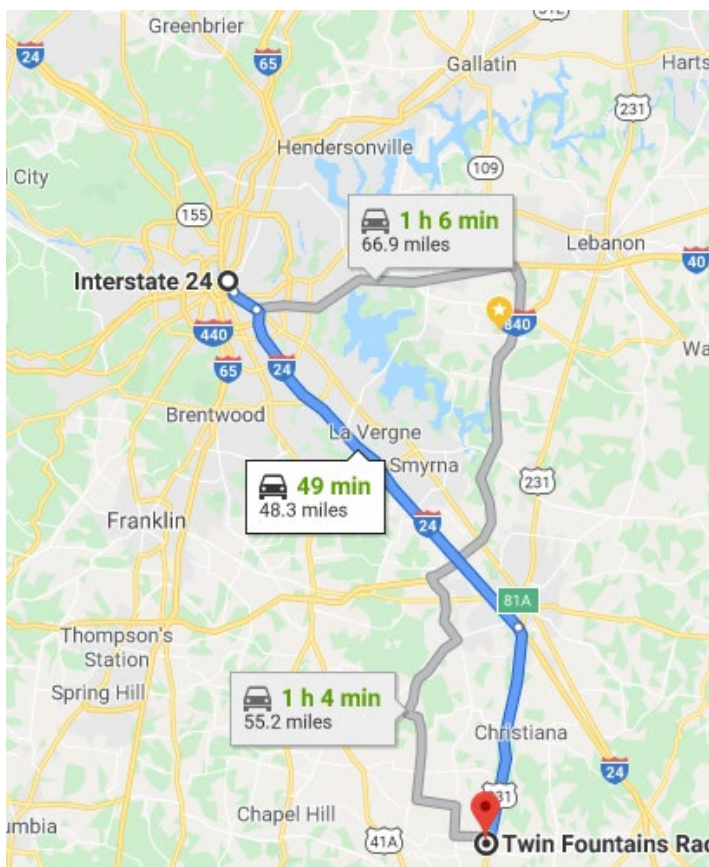 Greenbrier
312
24
65
Gallatin
Harts
231
Hendersonville
109
l City
155
1 h 6 min
66.9 miles
Lebanon
Interstate 24
40
840
440
24
65
Wa
Brentwood
La Vergne
Smyrna
49 min
48.3 miles
231
24
Franklin
81A
Thompson's
Station
Spring Hill
1 h 4 min
55.2 miles
Christiana
24
31
Chapel Hill
umbia
41A
Twin Fountains Rac